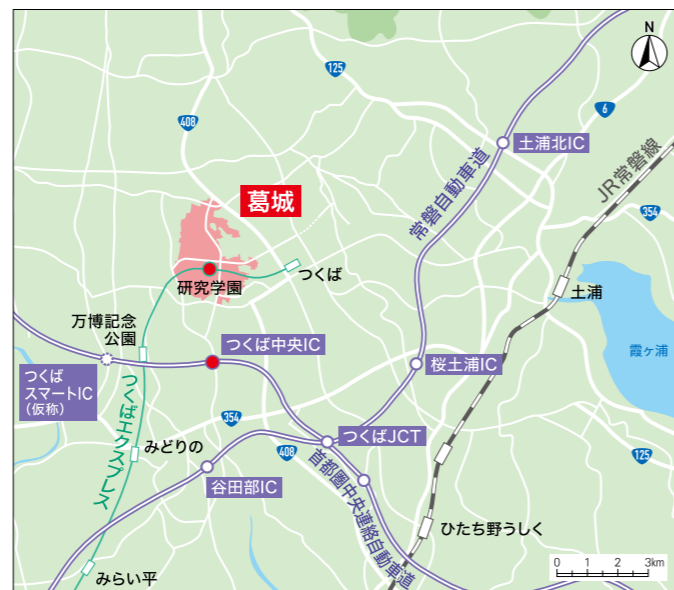 N
125
6
408
土浦北IC
JR常磐線
常磐自動車道
葛城
354
つくば
研究学園
土浦
万博記念
公園
つくば中央IC
霞ヶ浦
桜土浦IC
つくば
スマートIC
（仮称）
つくばエクスプレス
354
つくばJCT
みどりの
408
125
谷田部IC
首都圏中央連絡自動車道
ひたち野うしく
みらい平
0 1 2 3km